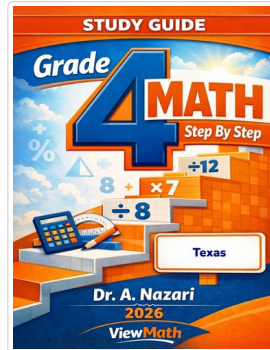 STUDY GUIDE
Grade
4
MATH
Step By Step
÷12
8 + ×7
÷8
%
Texas
Dr. A. Nazari
2026
ViewMath